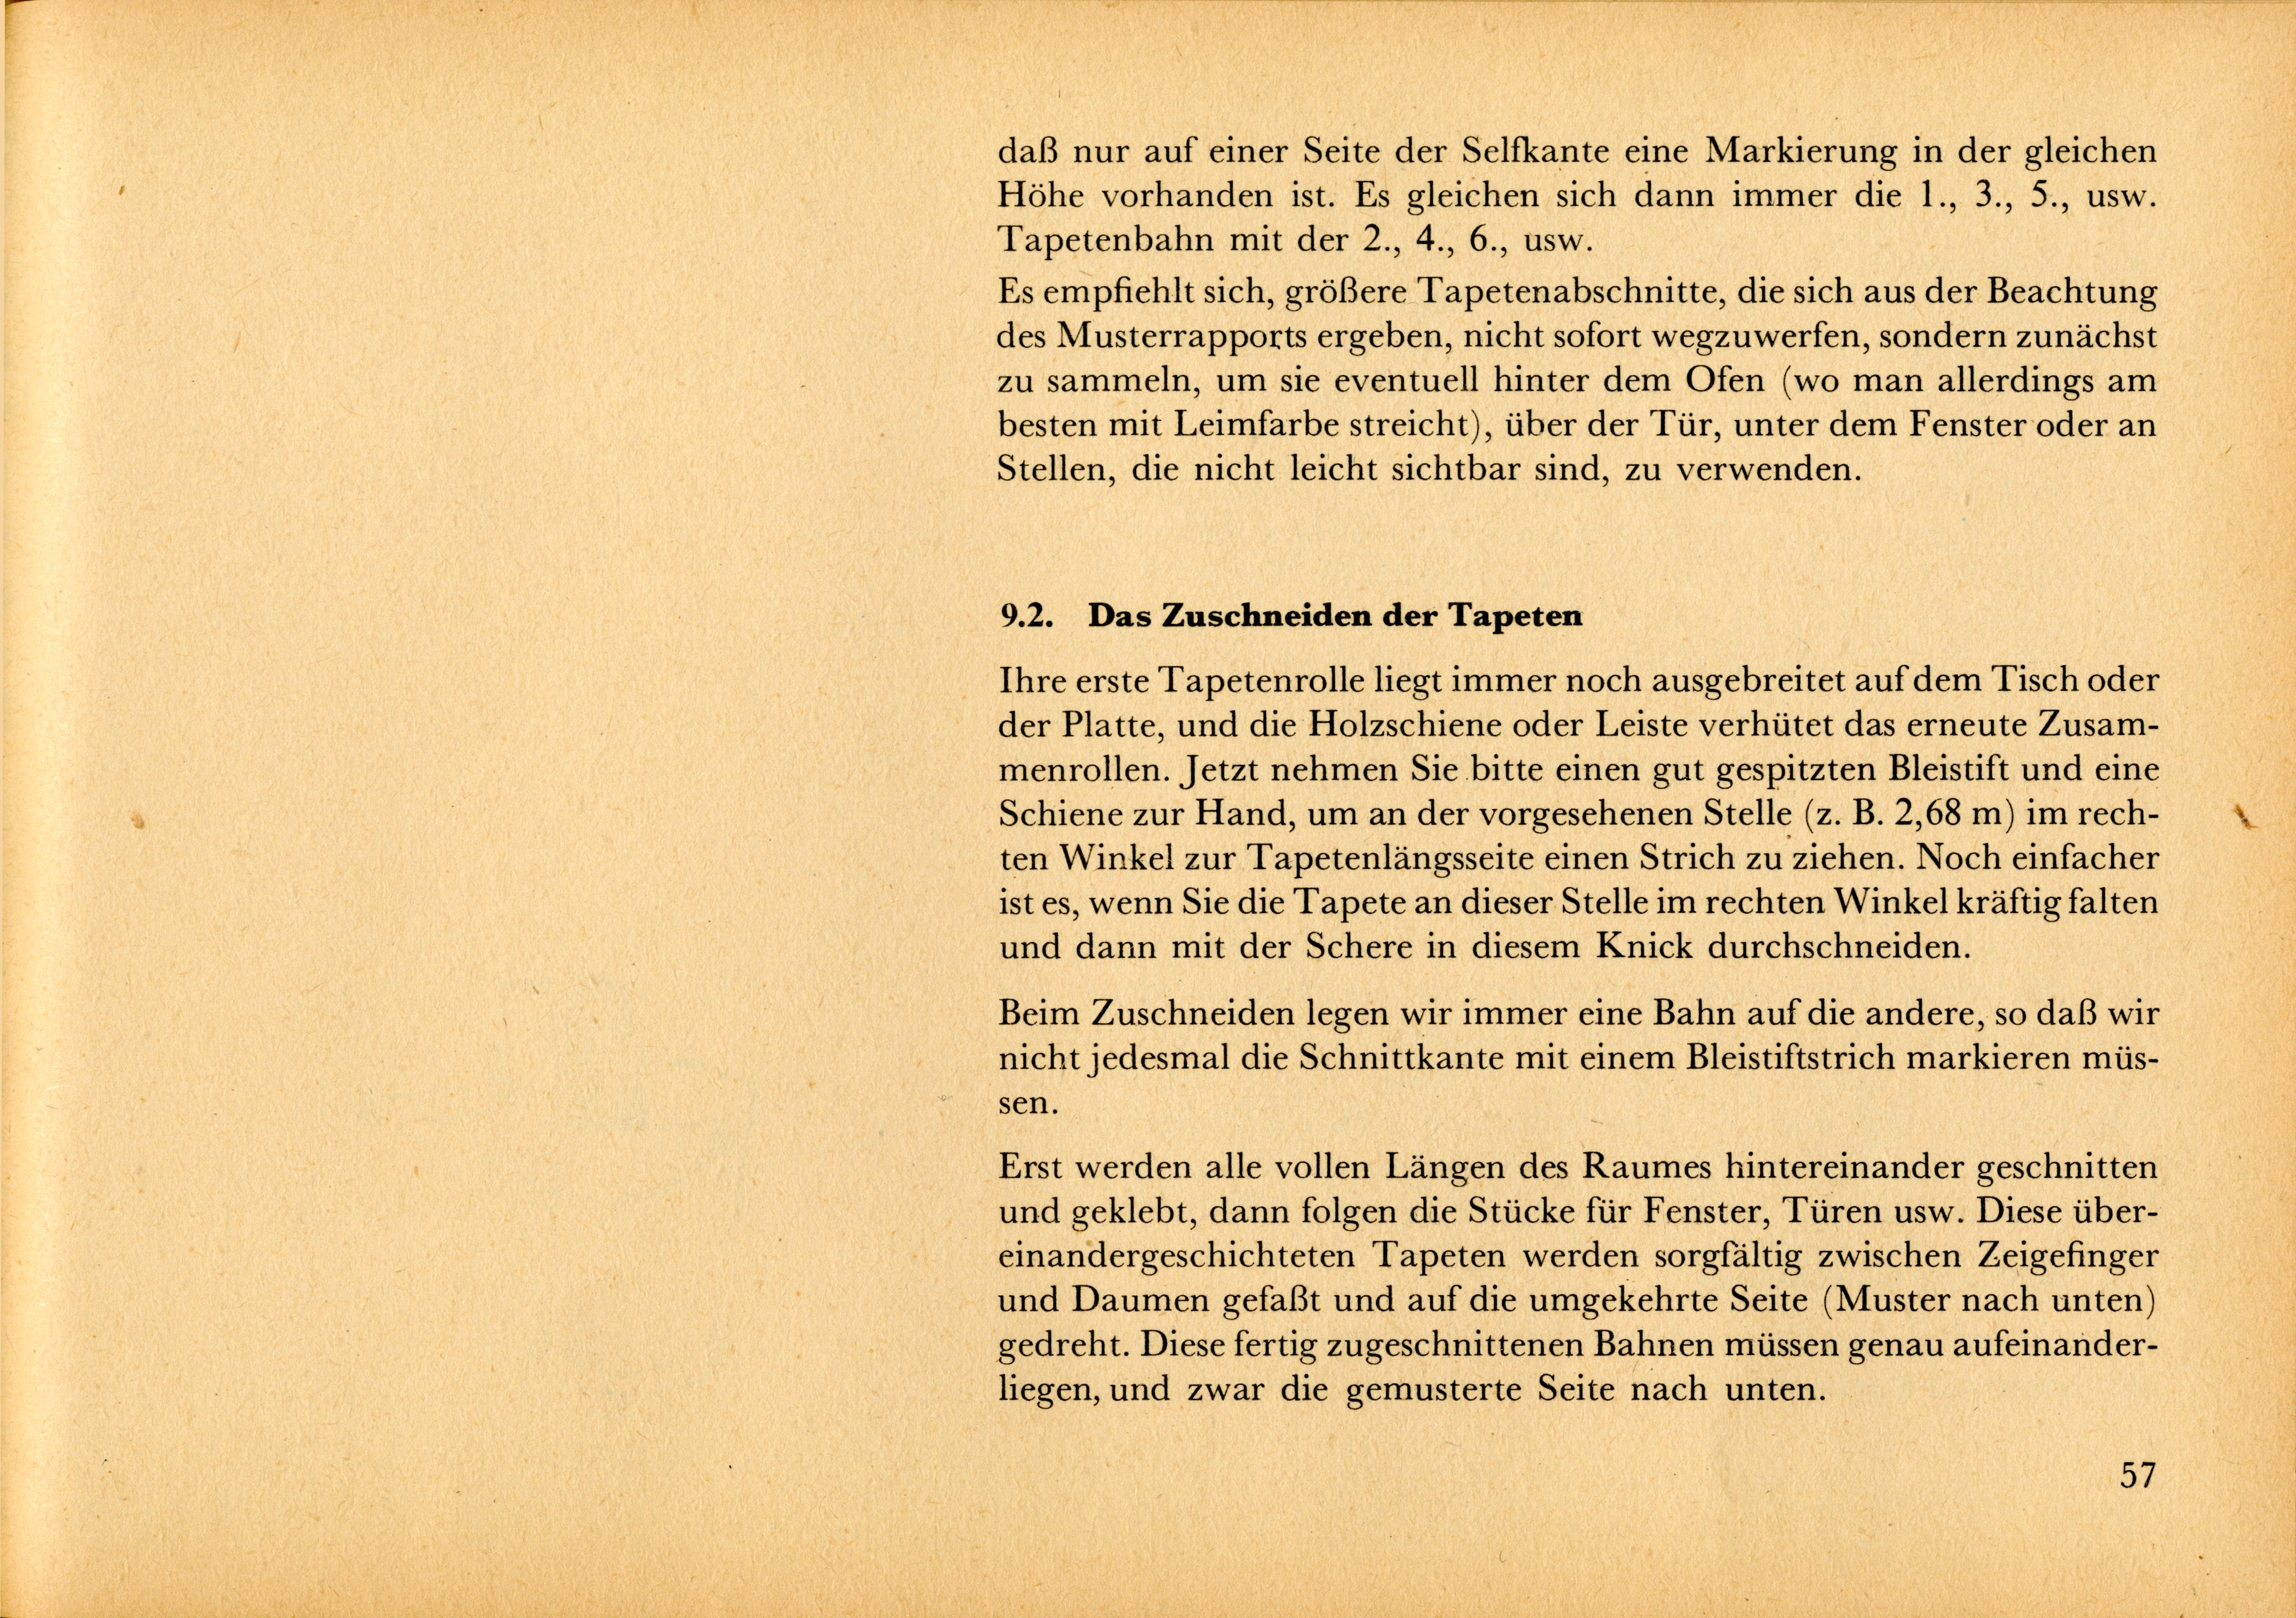 daß nur auf einer Seite der Selfkante eine Markierung in der gleichen
Höhe vorhanden ist. Es gleichen sich dann immer die 1., 3., 5., usw.
Tapetenbahn mit der 2., 4., 6., usw.
Es empfiehlt sich, größere Tapetenabschnitte, die sich aus der Beachtung
des Musterrapports ergeben, nicht sofort wegzuwerfen, sondern zunächst
zu sammeln, um sie eventuell hinter dem Ofen (wo man allerdings am
besten mit Leimfarbe streicht), über der Tür, unter dem Fenster oder an
Stellen, die nicht leicht sichtbar sind, zu verwenden.
9.2. Das Zuschneiden der Tapeten
Ihre erste Tapetenrolle liegt immer noch ausgebreitet auf dem Tisch oder
der Platte, und die Holzschiene oder Leiste verhütet das erneute Zusam-
menrollen. Jetzt nehmen Sie bitte einen gut gespitzten Bleistift und eine
Schiene zur Hand, um an der vorgesehenen Stelle (z. B. 2,68 m) im rech-
ten Winkel zur Tapetenlängsseite einen Strich zu ziehen. Noch einfacher
ist es, wenn Sie die Tapete an dieser Stelle im rechten Winkel kräftig falten
und dann mit der Schere in diesem Knick durchschneiden.
Beim Zuschneiden legen wir immer eine Bahn auf die andere, so daß wir
nicht jedesmal die Schnittkante mit einem Bleistiftstrich markieren müs-
sen.
Erst werden alle vollen Längen des Raumes hintereinander geschnitten
und geklebt, dann folgen die Stücke für Fenster, Türen usw. Diese über-
einandergeschichteten Tapeten werden sorgfältig zwischen Zeigefinger
und Daumen gefaßt und auf die umgekehrte Seite (Muster nach unten)
gedreht. Diese fertig zugeschnittenen Bahnen müssen genau aufeinander-
liegen, und zwar die gemusterte Seite nach unten.
57